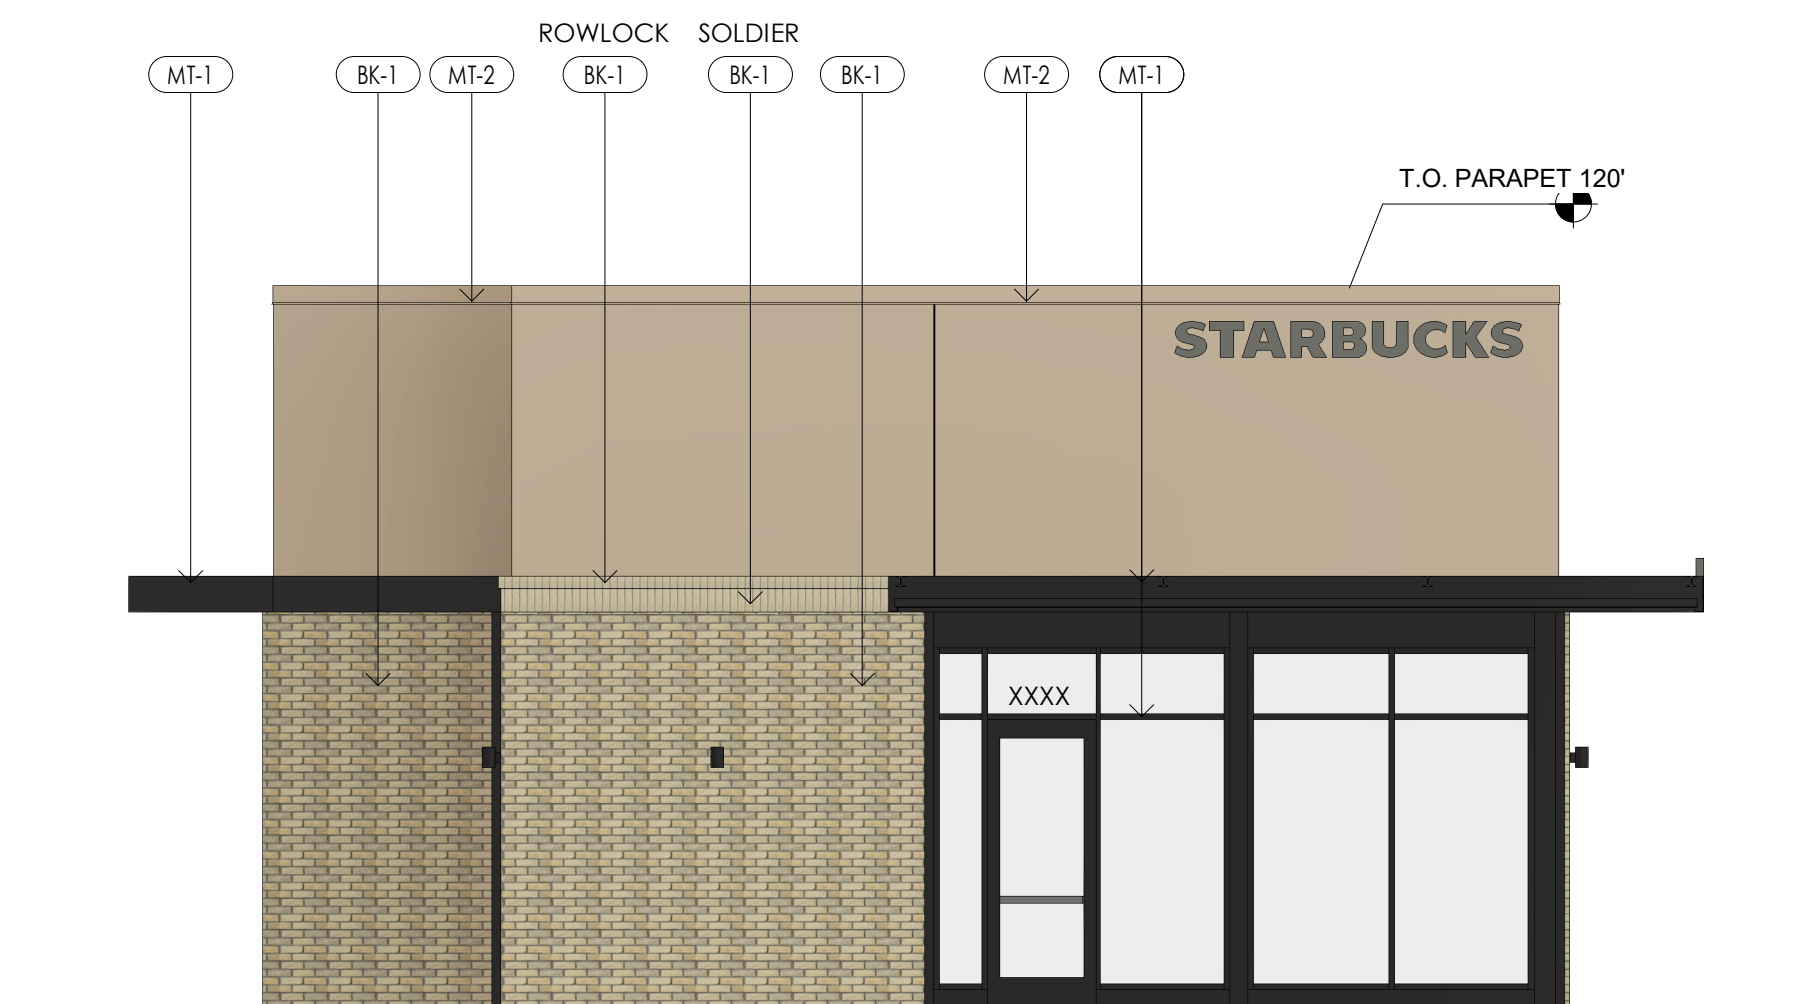 ROWLOCK SOLDIER
MT-1 BK-1 MT-2 BK-1 BK-1 BK-1 MT-2 MT-1
T.O. PARAPET 120'
STARBUCKS
XXXX